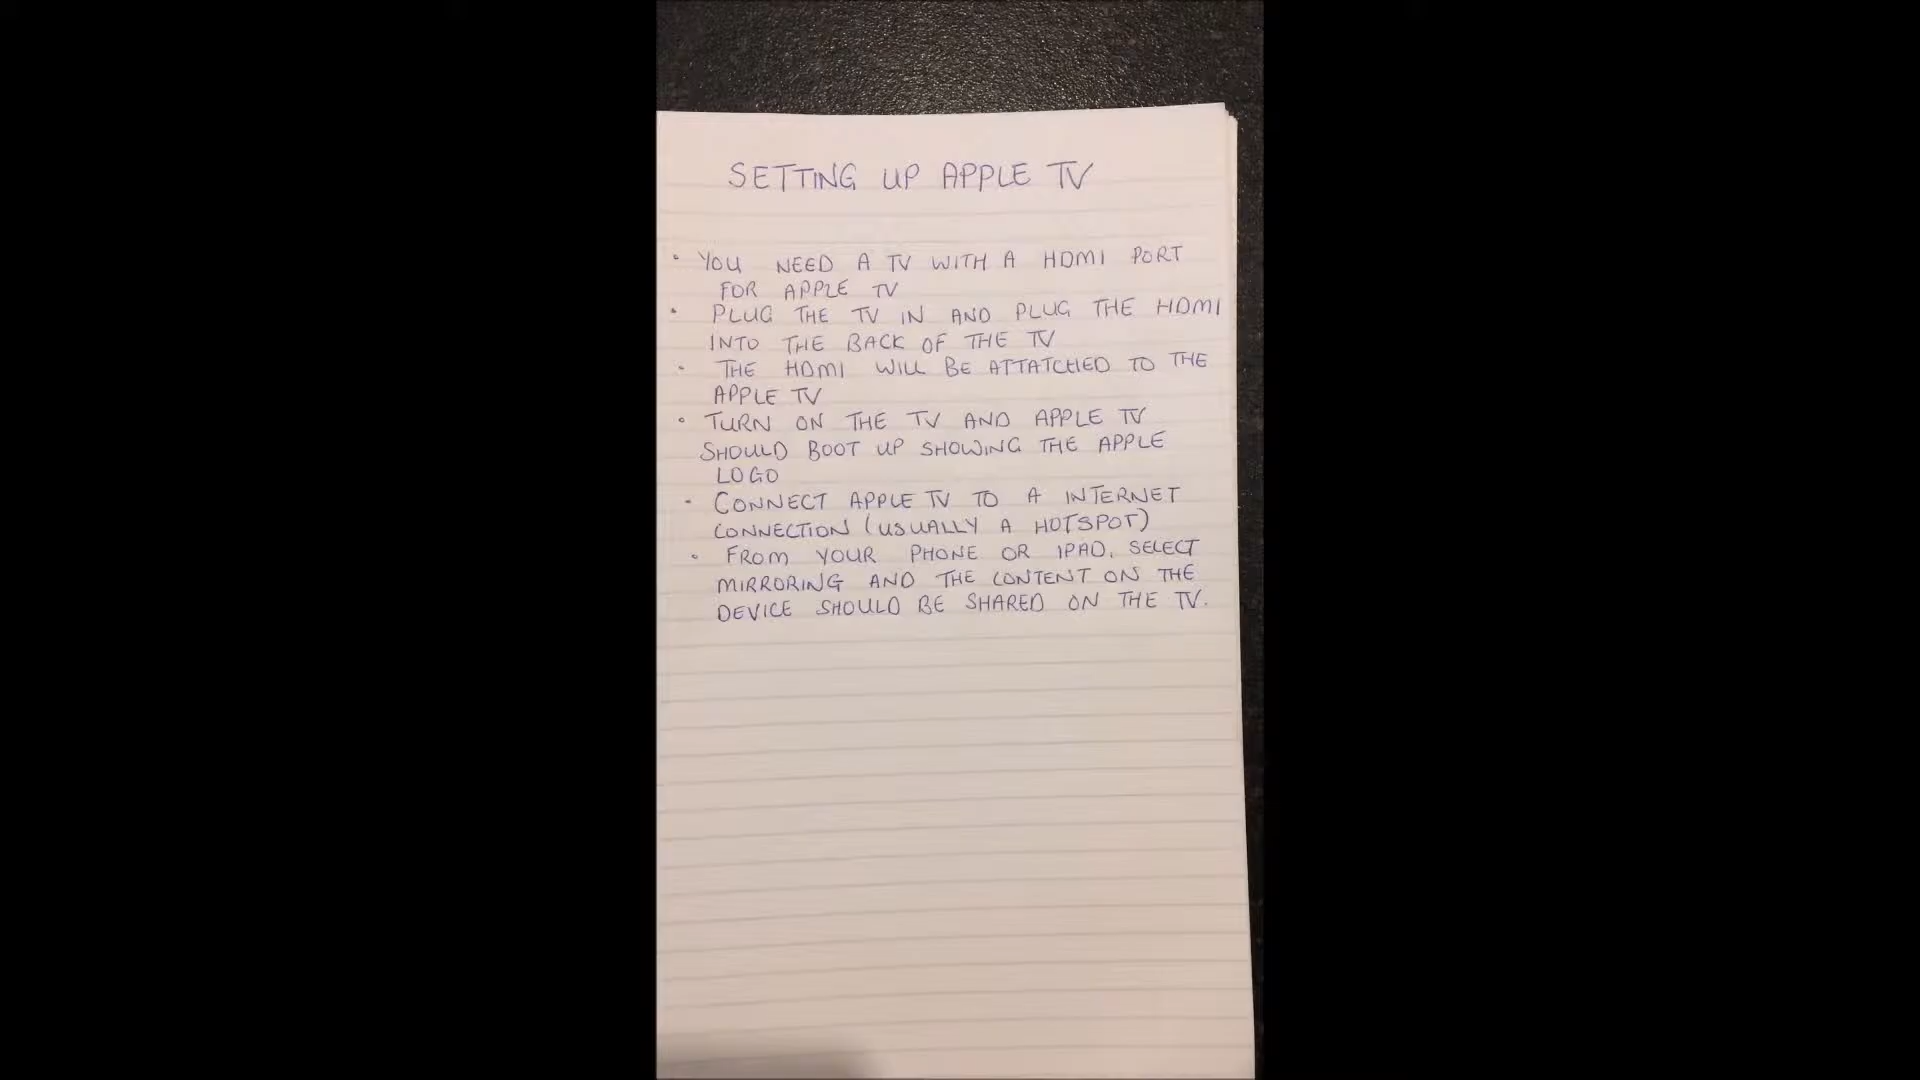 SETTING UP APPLE TV
• YOU NEED A TV WITH A HDMI PORT
FOR APPLE TV
• PLUG THE TV IN AND PLUG THE HDMI
INTO THE BACK OF THE TV
• THE HDMI WILL BE ATTATCHED TO THE
APPLE TV
• TURN ON THE TV AND APPLE TV
SHOULD BOOT UP SHOWING THE APPLE
LOGO
• CONNECT APPLE TV TO A INTERNET
CONNECTION (USUALLY A HOTSPOT)
• FROM YOUR PHONE OR IPAD, SELECT
MIRRORING AND THE CONTENT ON THE
DEVICE SHOULD BE SHARED ON THE TV.